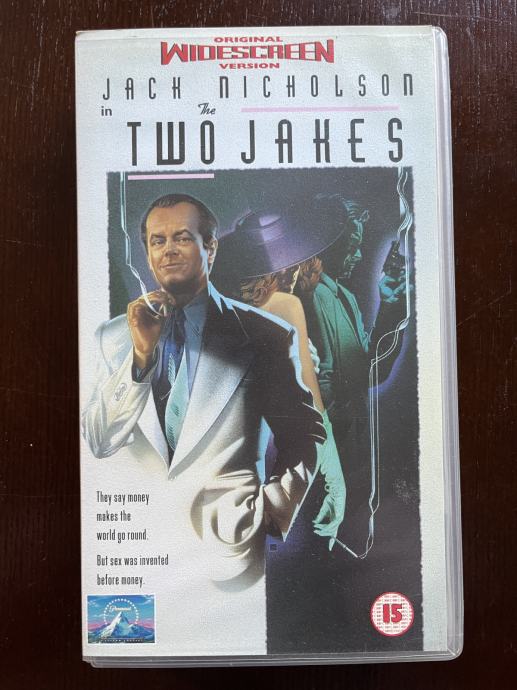 ORIGINAL
WIDESCREEN
VERSION
JACK NICHOLSON
in The
TWO JAKES
They say money
makes the
world go round.
But sex was invented
before money.
Paramount
15